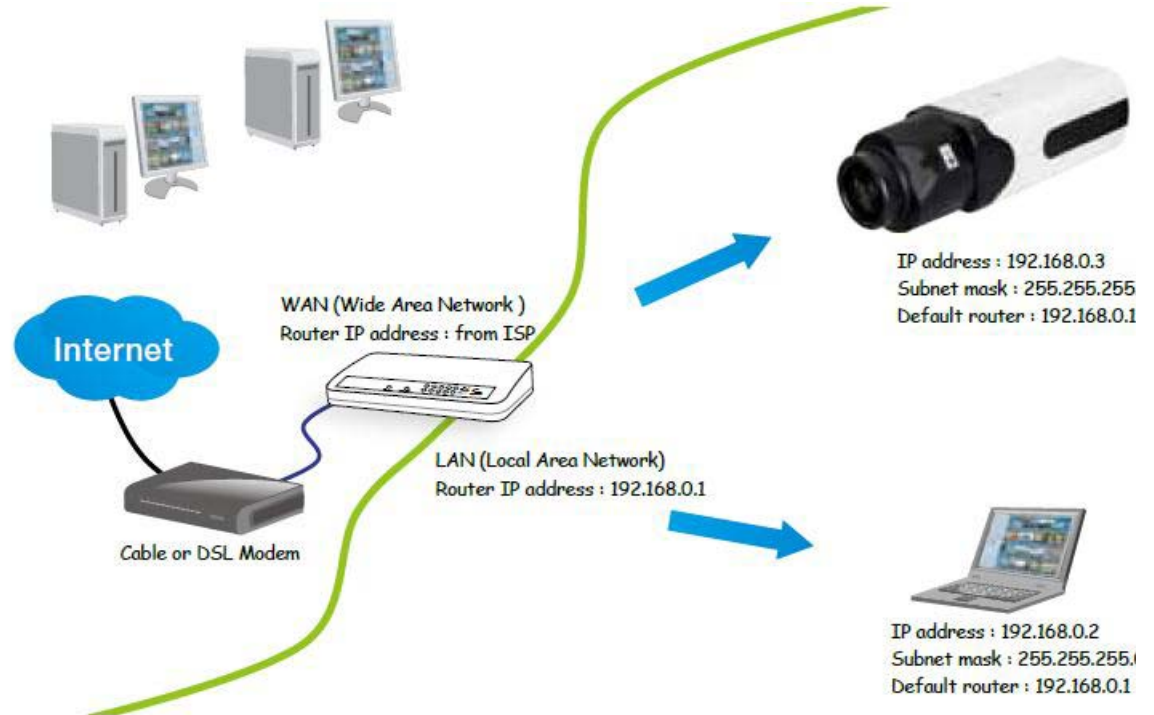 WAN (Wide Area Network )
Router IP address : from ISP
Internet
LAN (Local Area Network)
Router IP address : 192.168.0.1
Cable or DSL Modem
IP address : 192.168.0.3
Subnet mask : 255.255.255
Default router : 192.168.0.1
IP address : 192.168.0.2
Subnet mask : 255.255.255.
Default router : 192.168.0.1